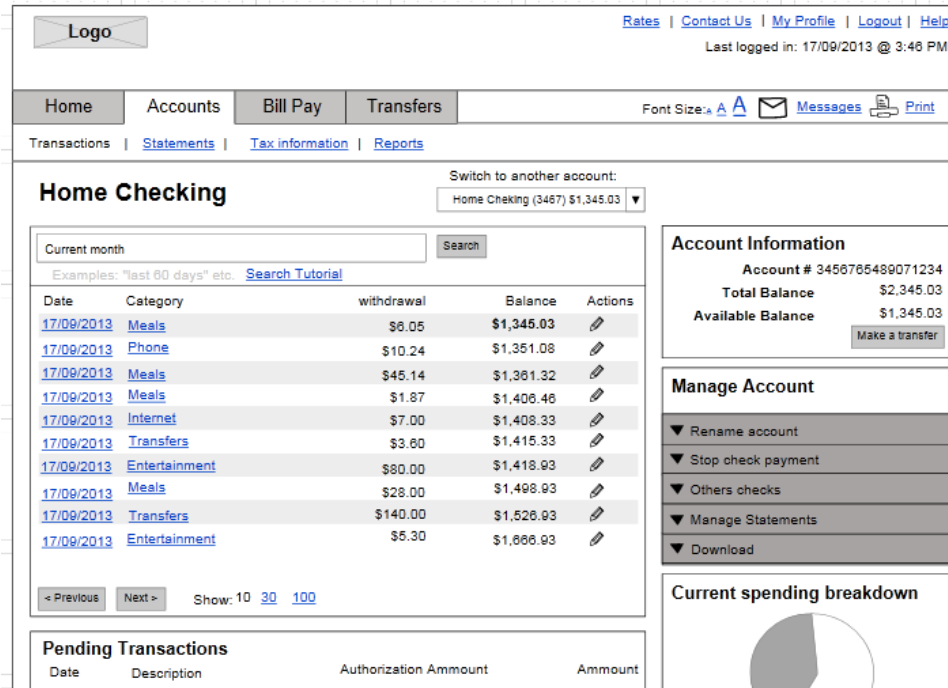 Logo
Rates | Contact Us | My Profile | Logout | Help
Last logged in: 17/09/2013 @ 3:46 PM
Home Accounts Bill Pay Transfers
Font Size: A A A Messages Print
Transactions | Statements | Tax information | Reports
Home Checking
Switch to another account:
Home Cheking (3467) $1,345.03
Current month Search
Examples: "last 60 days" etc. Search Tutorial
Date Category withdrawal Balance Actions
17/09/2013 Meals $6.05 $1,345.03
17/09/2013 Phone $10.24 $1,351.08
17/09/2013 Meals $45.14 $1,361.32
17/09/2013 Meals $1.87 $1,406.46
17/09/2013 Internet $7.00 $1,408.33
17/09/2013 Transfers $3.60 $1,415.33
17/09/2013 Entertainment $80.00 $1,418.93
17/09/2013 Meals $28.00 $1,498.93
17/09/2013 Transfers $140.00 $1,526.93
17/09/2013 Entertainment $5.30 $1,666.93
< Previous Next > Show: 10 30 100
Pending Transactions
Date Description Authorization Ammount Ammount
Account Information
Account # 3456765489071234
Total Balance $2,345.03
Available Balance $1,345.03
Make a transfer
Manage Account
Rename account
Stop check payment
Others checks
Manage Statements
Download
Current spending breakdown